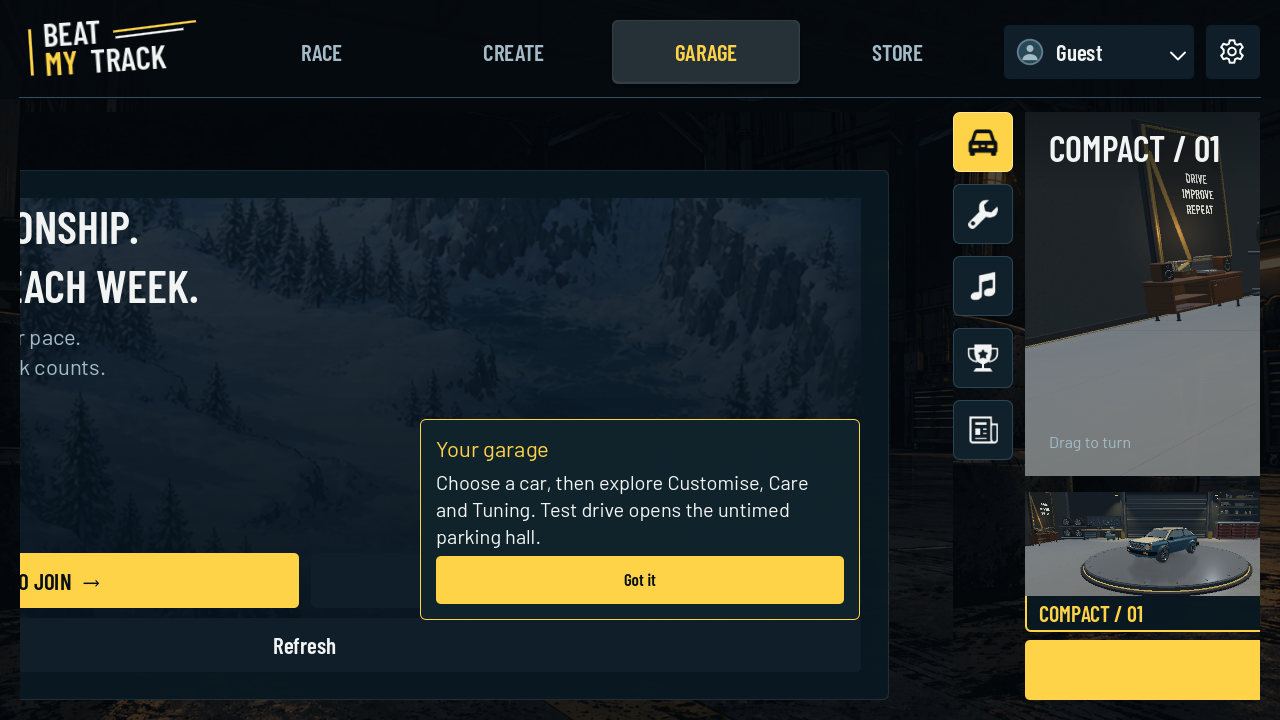 BEAT
MY TRACK
RACE
CREATE
GARAGE
STORE
Guest
COMPACT / 01
DRIVE
IMPROVE
REPEAT
Drag to turn
ONSHIP.
EACH WEEK.
r pace.
k counts.
O JOIN →
Refresh
Your garage
Choose a car, then explore Customise, Care
and Tuning. Test drive opens the untimed
parking hall.
Got it
COMPACT / 01